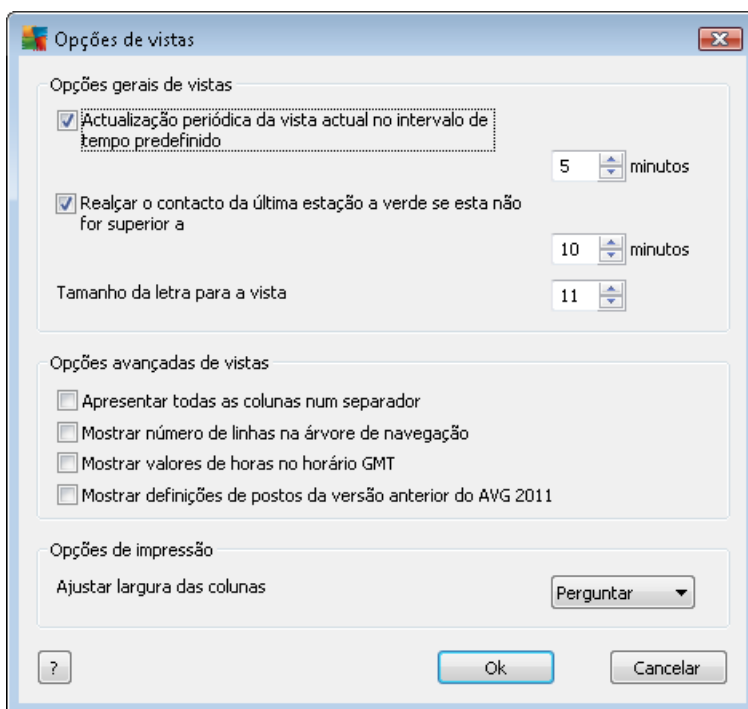 Opções de vistas
Opções gerais de vistas
Actualização periódica da vista actual no intervalo de
tempo predefinido
5 minutos
Realçar o contacto da última estação a verde se esta não
for superior a
10 minutos
Tamanho da letra para a vista 11
Opções avançadas de vistas
Apresentar todas as colunas num separador
Mostrar número de linhas na árvore de navegação
Mostrar valores de horas no horário GMT
Mostrar definições de postos da versão anterior do AVG 2011
Opções de impressão
Ajustar largura das colunas Perguntar
? Ok Cancelar